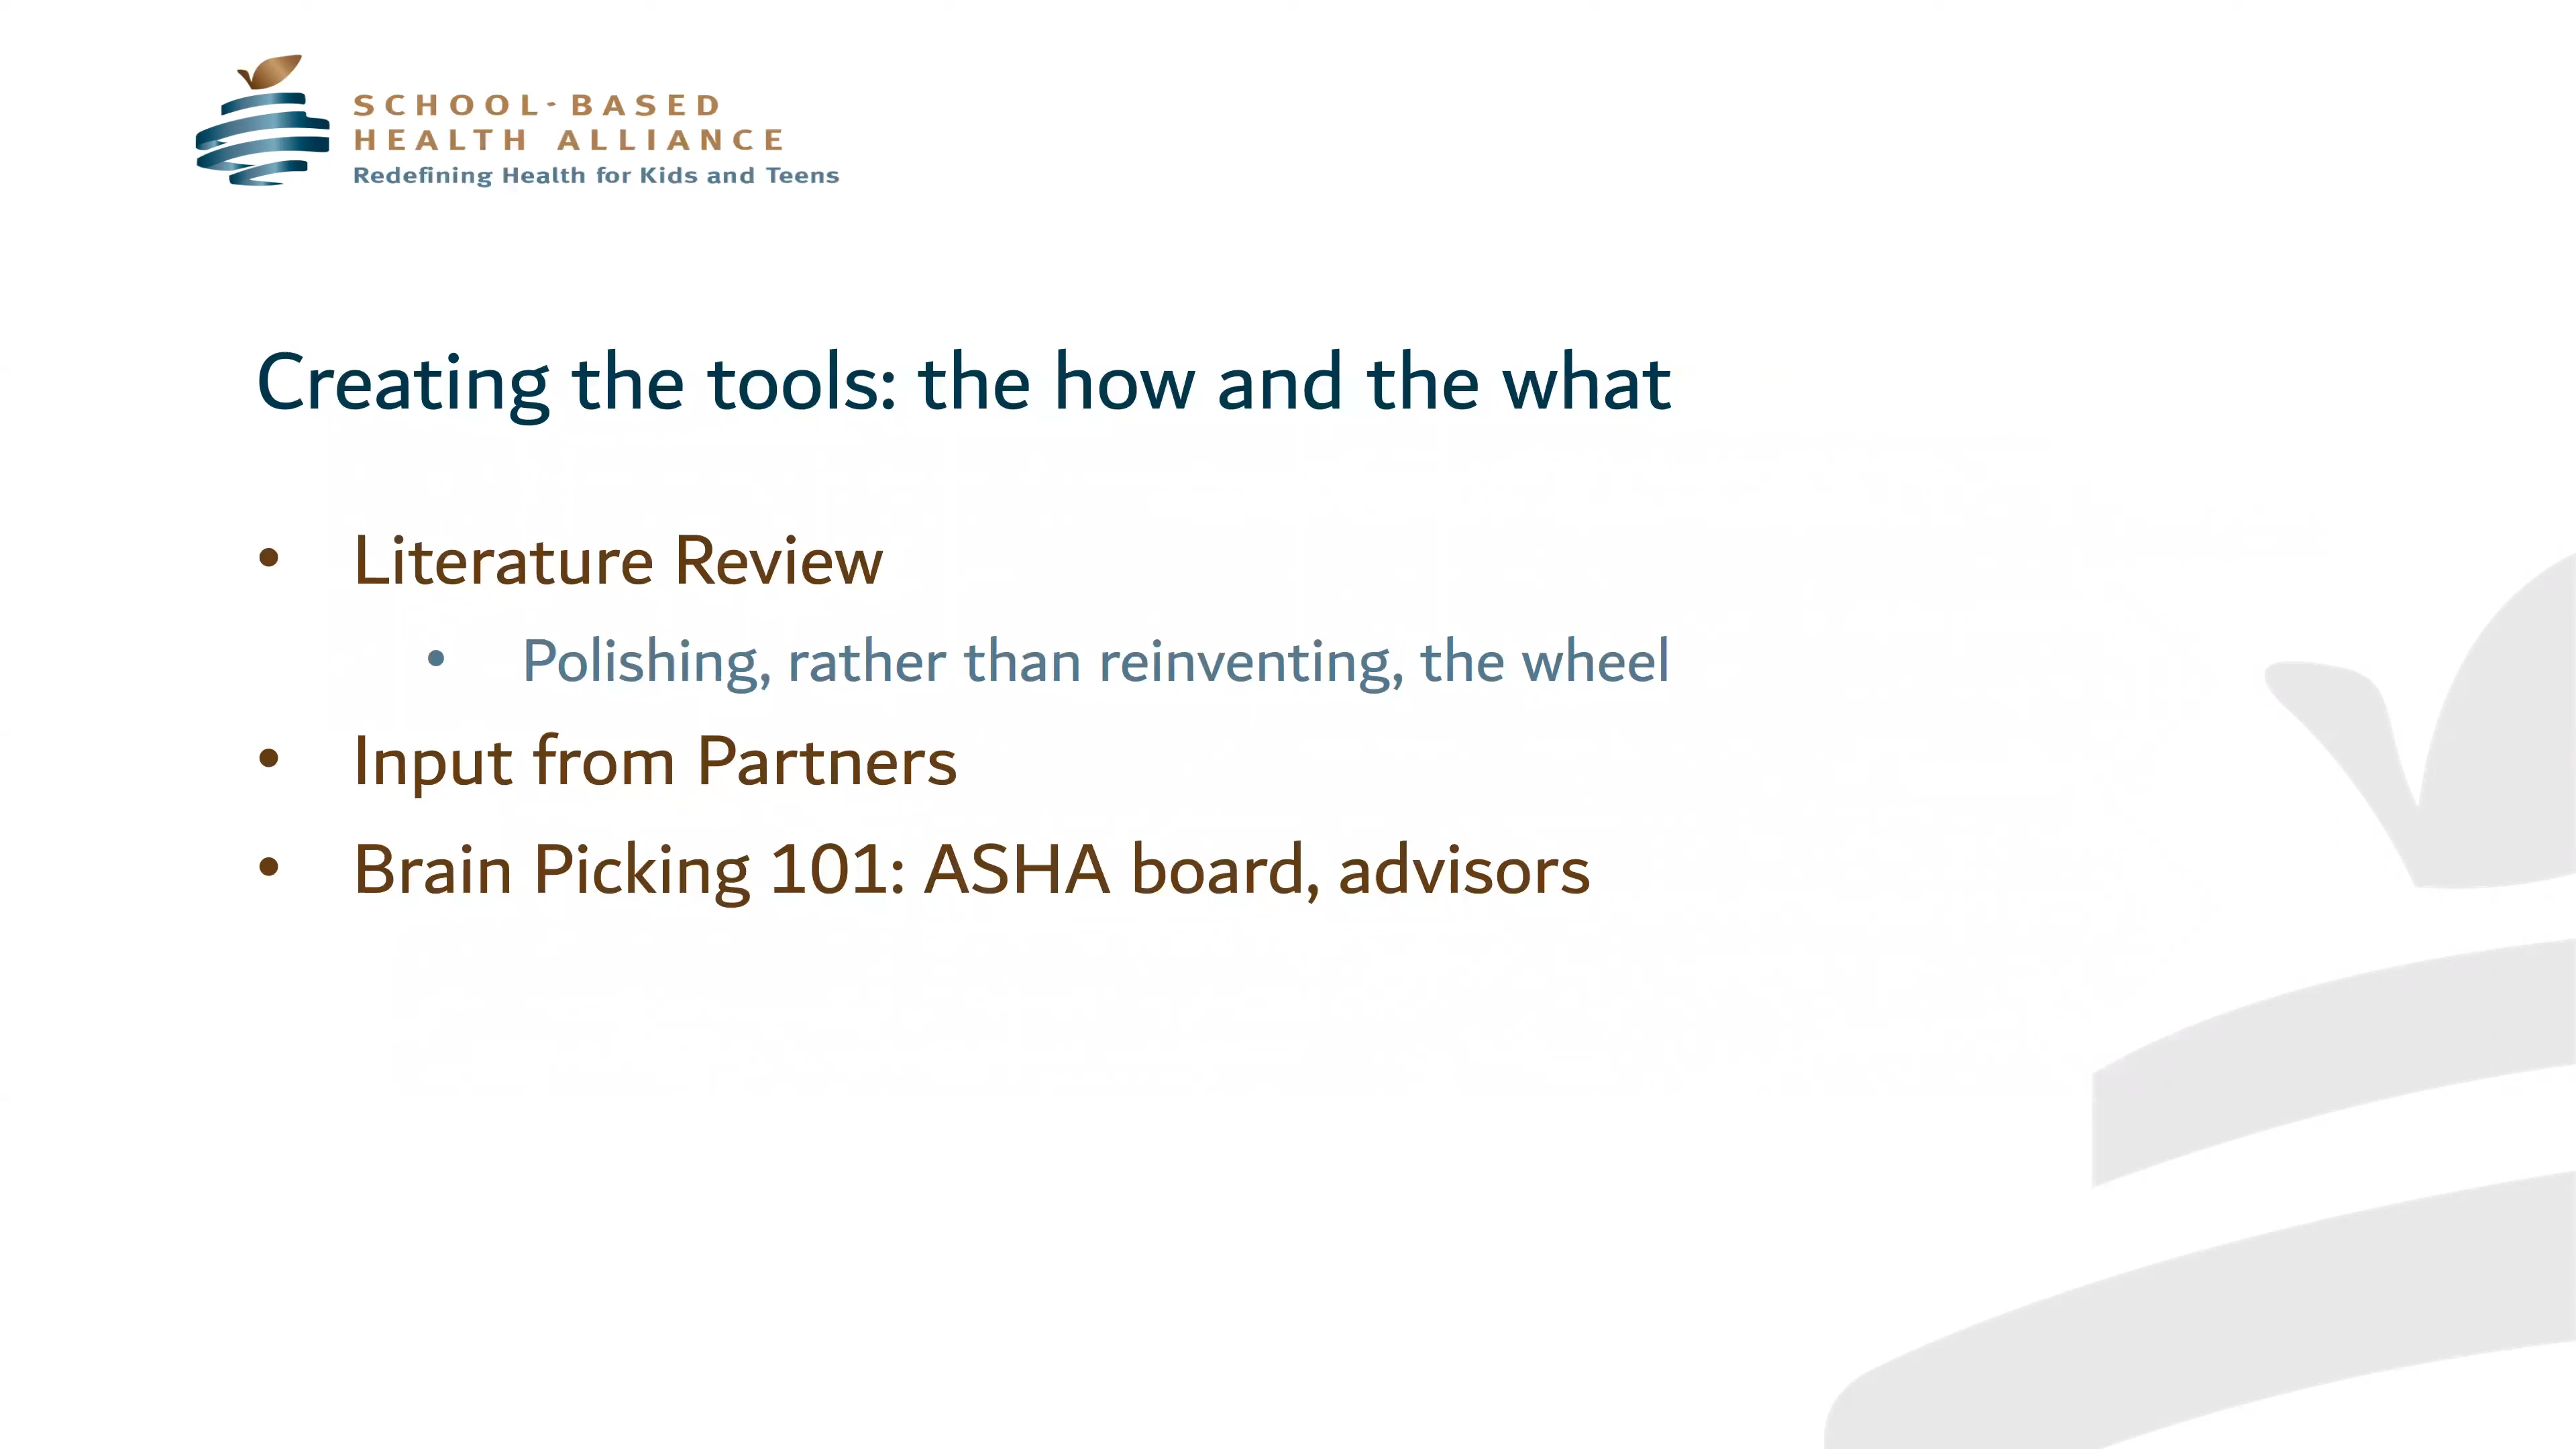 SCHOOL-BASED
HEALTH ALLIANCE
Redefining Health for Kids and Teens
Creating the tools: the how and the what
• Literature Review
• Polishing, rather than reinventing, the wheel
• Input from Partners
• Brain Picking 101: ASHA board, advisors